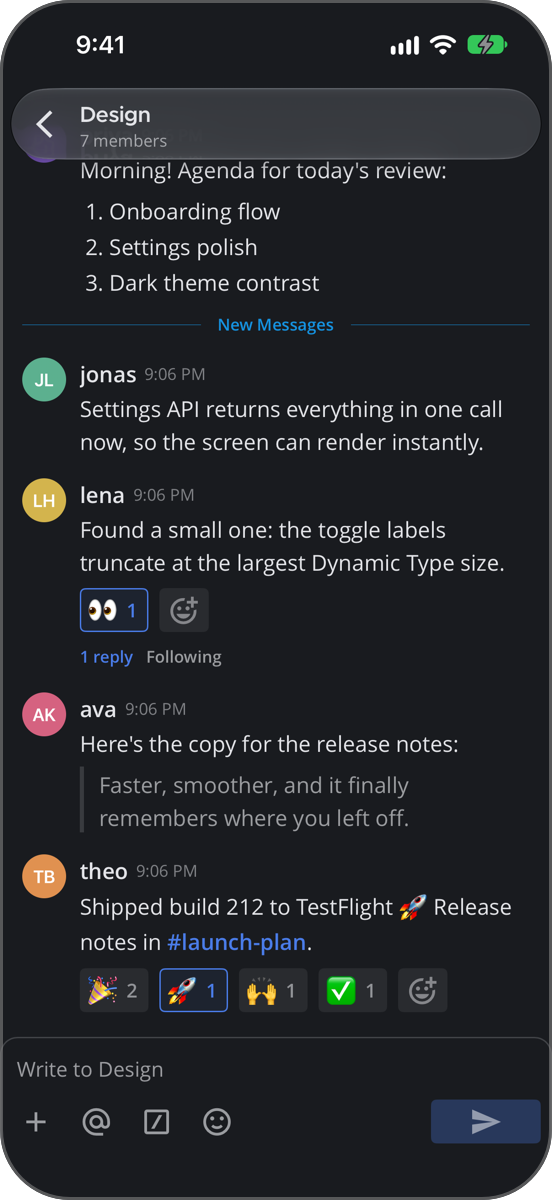 9:41
Design
7 members
Morning! Agenda for today's review:
1. Onboarding flow
2. Settings polish
3. Dark theme contrast
New Messages
JL
jonas 9:06 PM
Settings API returns everything in one call
now, so the screen can render instantly.
LH
lena 9:06 PM
Found a small one: the toggle labels
truncate at the largest Dynamic Type size.
👀 1
1 reply Following
AK
ava 9:06 PM
Here's the copy for the release notes:
Faster, smoother, and it finally
remembers where you left off.
TB
theo 9:06 PM
Shipped build 212 to TestFlight 🚀 Release
notes in #launch-plan.
🎉 2 🚀 1 🙌 1 ✅ 1
Write to Design